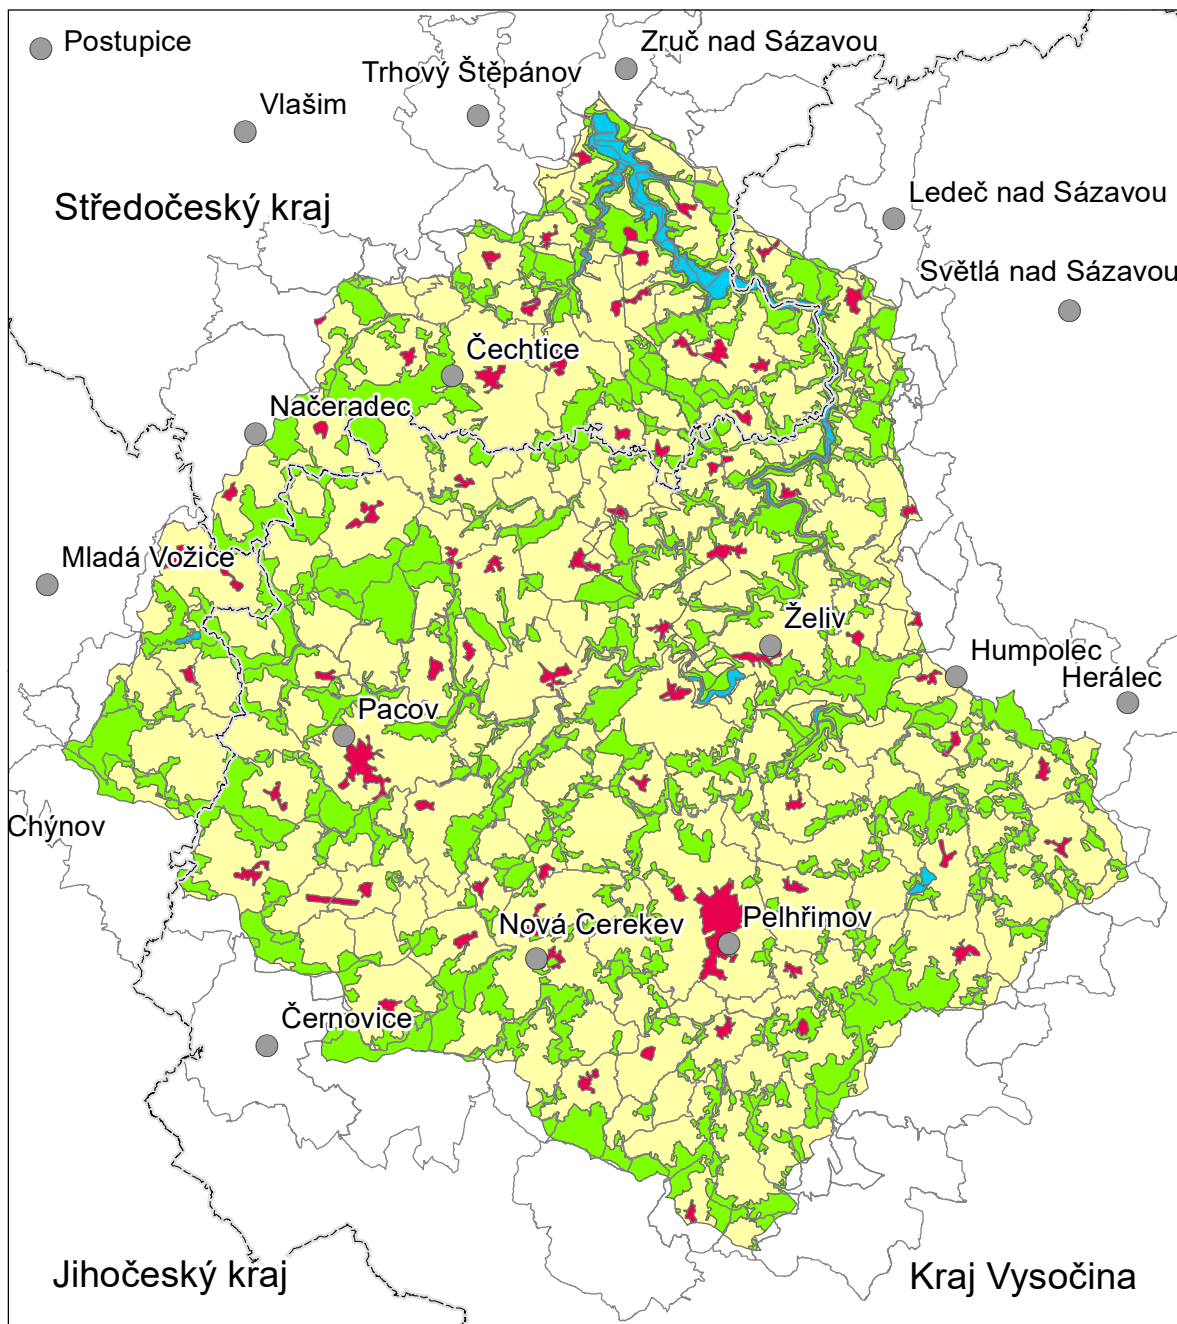 Postupice
Zruč nad Sázavou
Trhový Štěpánov
Vlašim
Středočeský kraj
Ledeč nad Sázavou
Světlá nad Sázavou
Čechtice
Načeradec
Mladá Vožice
Želiv
Humpolec
Herálec
Pacov
Chýnov
Nová Cerekev
Pelhřimov
Černovice
Jihočeský kraj
Kraj Vysočina